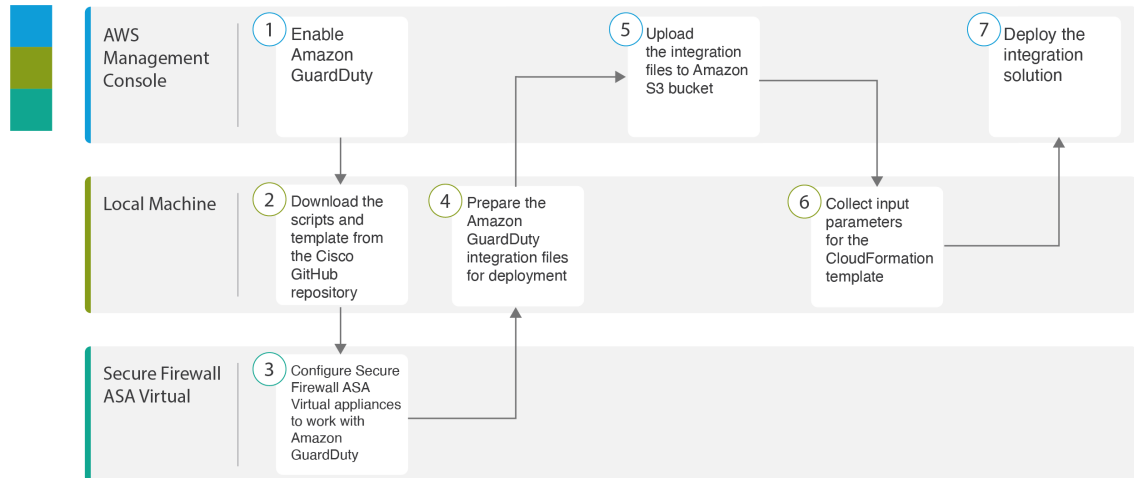 AWS
Management
Console
1
Enable
Amazon
GuardDuty
5
Upload
the integration
files to Amazon
S3 bucket
7
Deploy the
integration
solution
Local Machine
2
Download the
scripts and
template from
the Cisco
GitHub
repository
4
Prepare the
Amazon
GuardDuty
integration files
for deployment
6
Collect input
parameters
for the
CloudFormation
template
Secure Firewall
ASA Virtual
3
Configure Secure
Firewall ASA
Virtual appliances
to work with
Amazon
GuardDuty